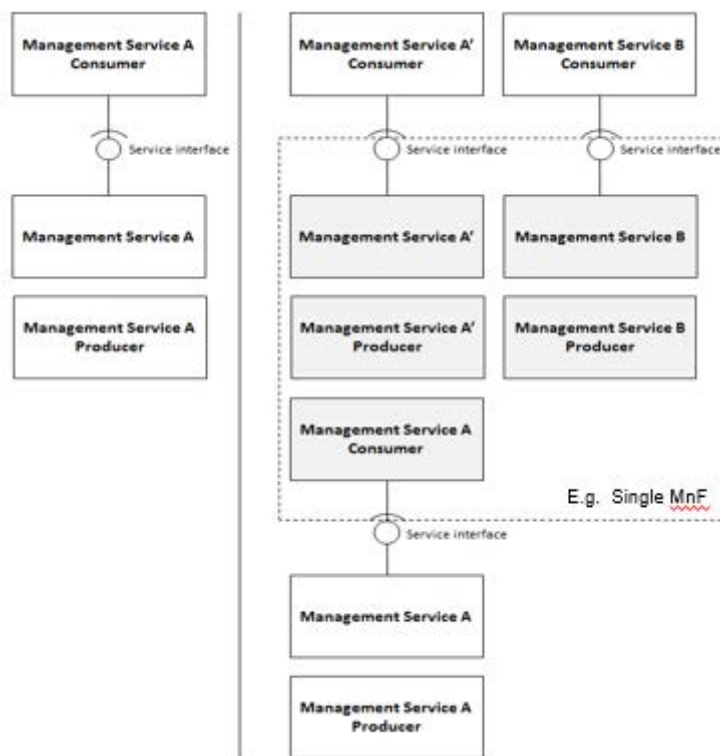 Management Service A
Consumer
Service interface
Management Service A
Management Service A
Producer
Management Service A'
Consumer
Management Service B
Consumer
Service interface
Service interface
Management Service A'
Management Service B
Management Service A'
Producer
Management Service B
Producer
Management Service A
Consumer
E.g. Single MnF
Service interface
Management Service A
Management Service A
Producer